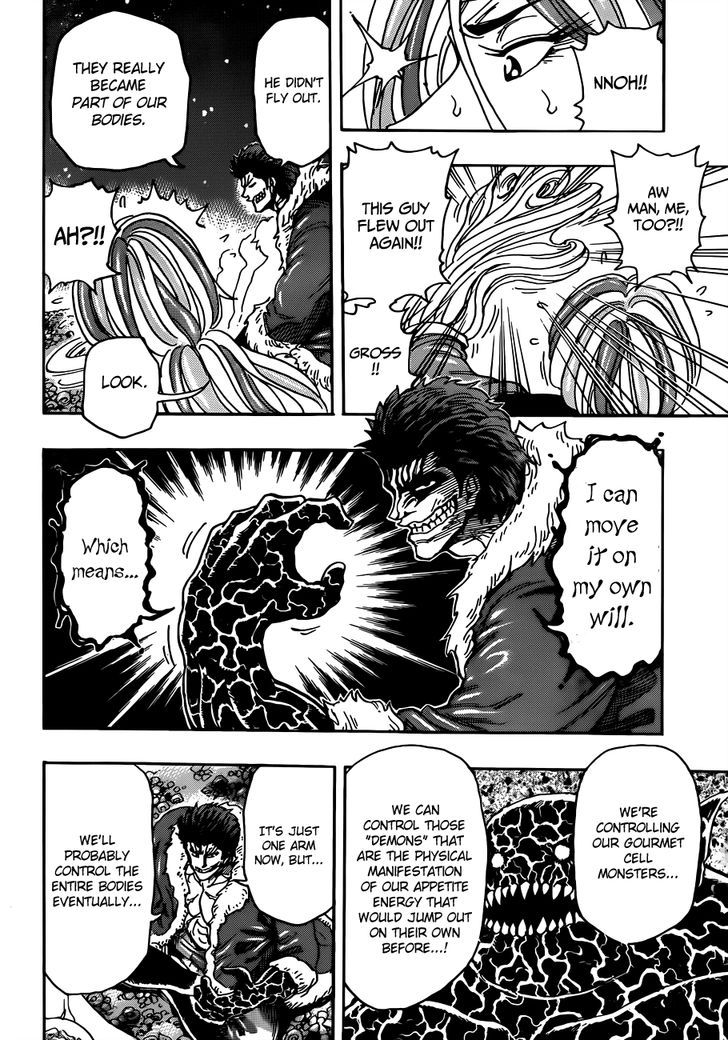 NNOH!!
AW
MAN, ME,
TOO?!!
THIS GUY
FLEW OUT
AGAIN!!
GROSS
!!
HE DIDN'T
FLY OUT.
THEY REALLY
BECAME
PART OF OUR
BODIES.
AH?!!
LOOK.
I can
move
it on
my own
will.
Which
means...
WE'RE
CONTROLLING
OUR GOURMET
CELL
MONSTERS...
WE CAN
CONTROL THOSE
"DEMONS" THAT
ARE THE PHYSICAL
MANIFESTATION
OF OUR APPETITE
ENERGY THAT
WOULD JUMP OUT
ON THEIR OWN
BEFORE...!
IT'S JUST
ONE ARM
NOW, BUT...
WE'LL
PROBABLY
CONTROL THE
ENTIRE BODIES
EVENTUALLY...